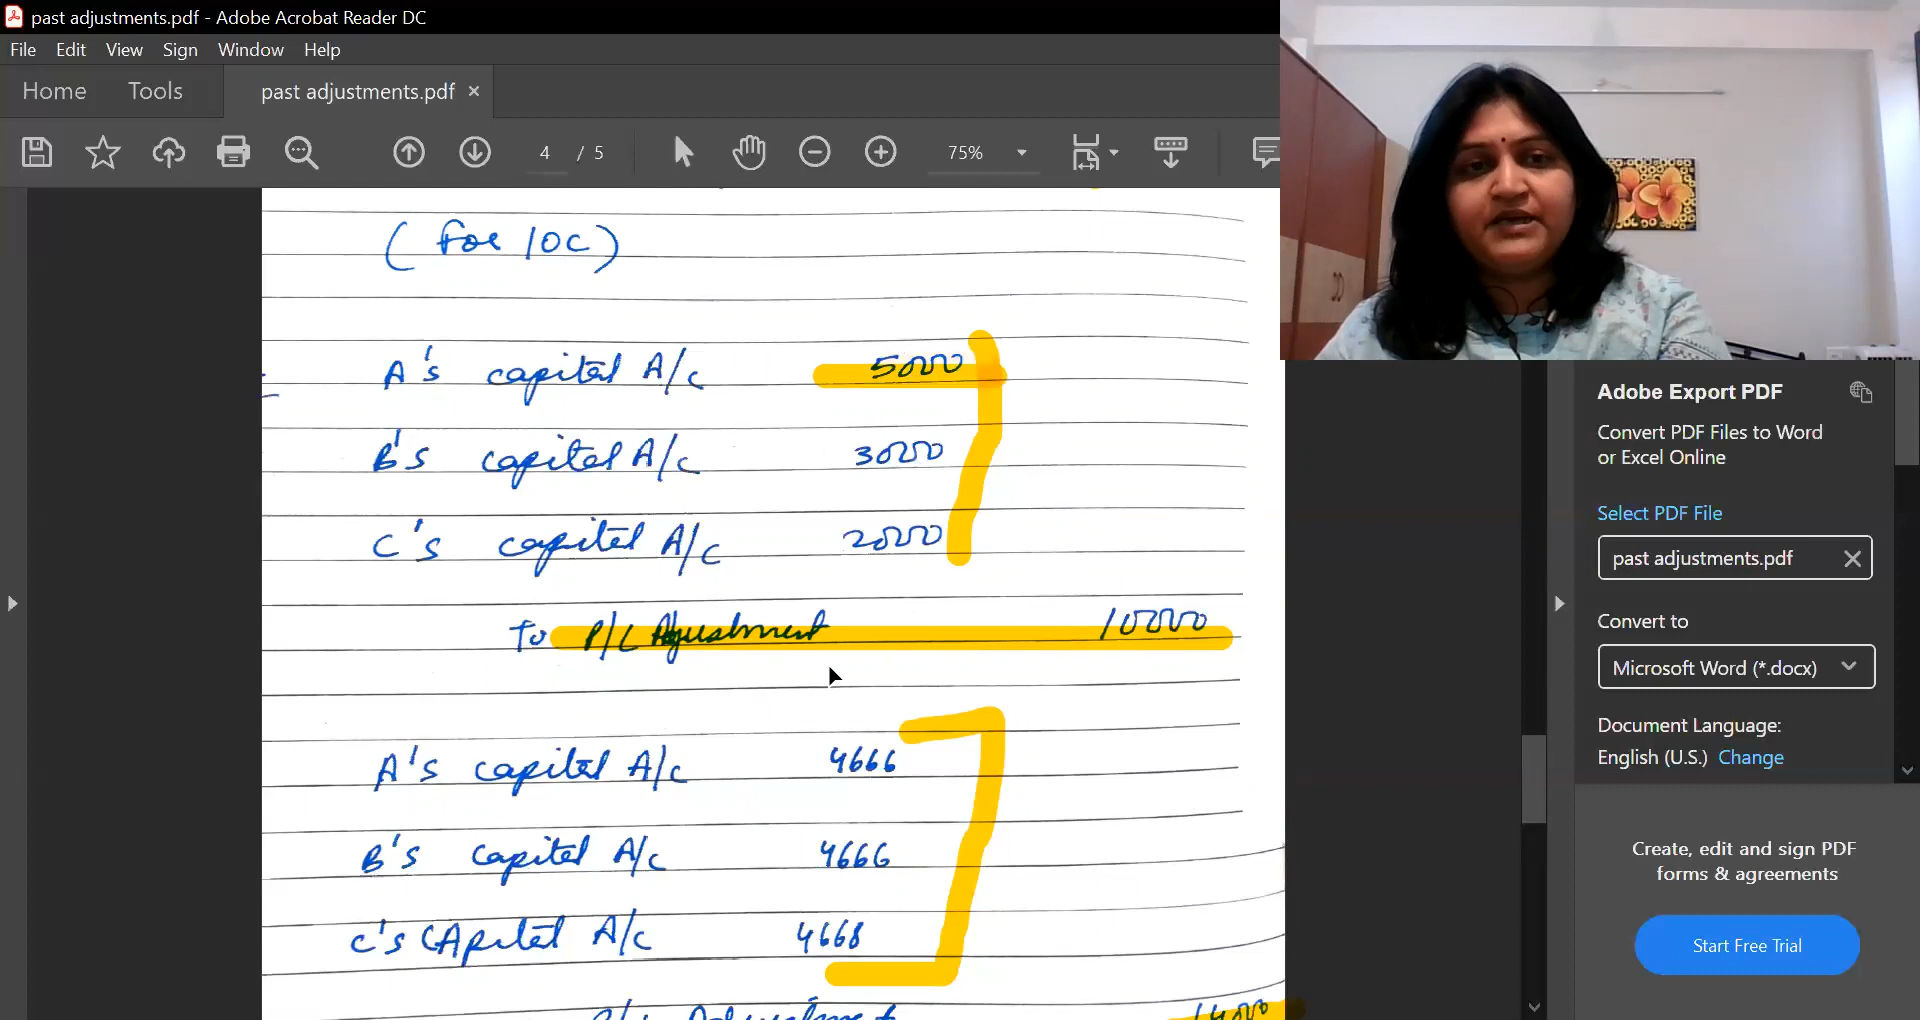 past adjustments.pdf - Adobe Acrobat Reader DC
File Edit View Sign Window Help
Home Tools past adjustments.pdf ×
4 / 5 75%
( For IOC)
A's capital A/c 5000
B's capital A/c 3000
C's capital A/c 2000
To P/L Adjustment 10000
A's capital A/c 4666
B's capital A/c 4666
C's CApital A/c 4668
P/L Adjustment 14000
Adobe Export PDF
Convert PDF Files to Word
or Excel Online
Select PDF File
past adjustments.pdf
Convert to
Microsoft Word (*.docx)
Document Language:
English (U.S.) Change
Create, edit and sign PDF
forms & agreements
Start Free Trial